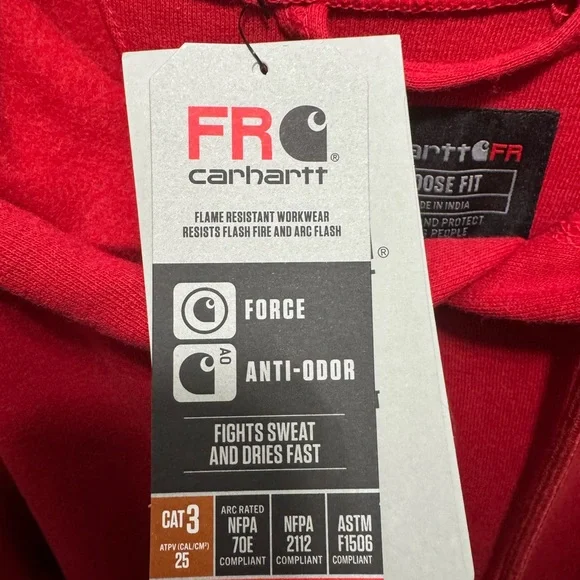 FR
®
carhartt
FLAME RESISTANT WORKWEAR
RESISTS FLASH FIRE AND ARC FLASH
FORCE
AO
ANTI-ODOR
FIGHTS SWEAT
AND DRIES FAST
CAT 3
ATPV (CAL/CM²)
25
ARC RATED
NFPA
70E
COMPLIANT
NFPA
2112
COMPLIANT
ASTM
F1506
COMPLIANT
®
FR
FIT
IN INDIA
AND PROTECT
PEOPLE